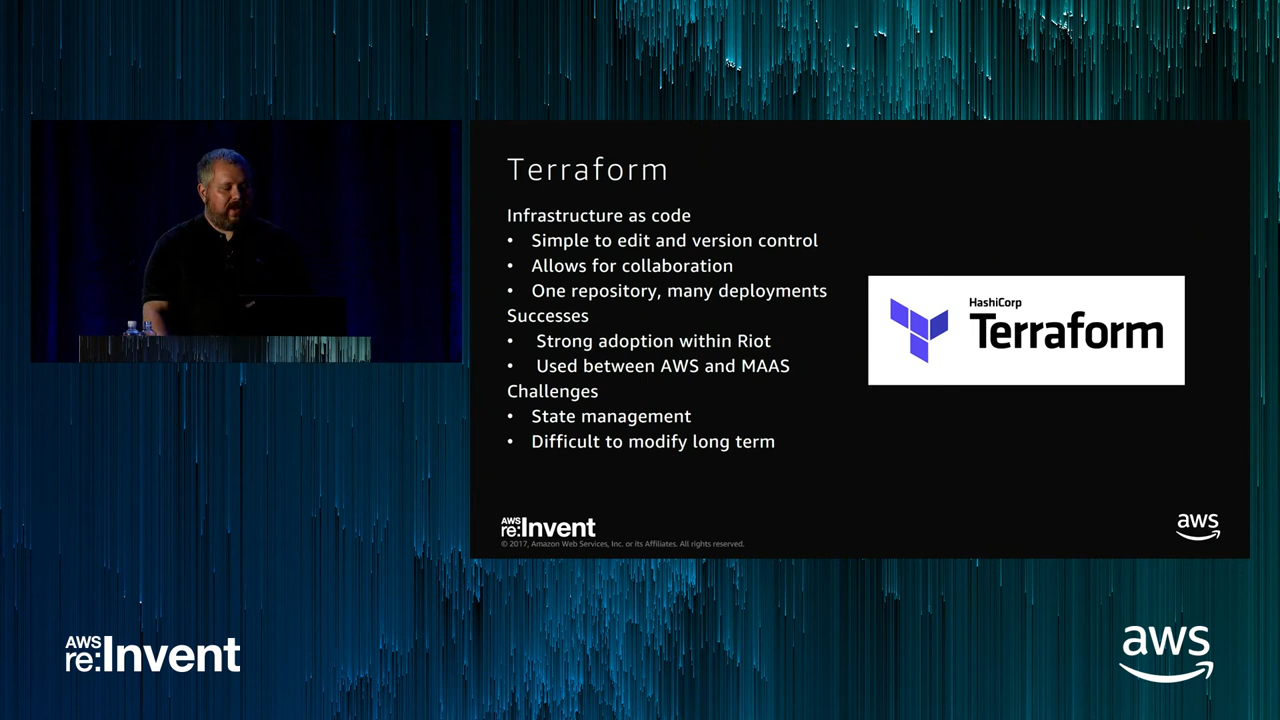 Terraform
Infrastructure as code
• Simple to edit and version control
• Allows for collaboration
• One repository, many deployments
Successes
• Strong adoption within Riot
• Used between AWS and MAAS
Challenges
• State management
• Difficult to modify long term
HashiCorp
Terraform
AWS
re:Invent
© 2017, Amazon Web Services, Inc. or its Affiliates. All rights reserved.
aws
AWS
re:Invent
aws